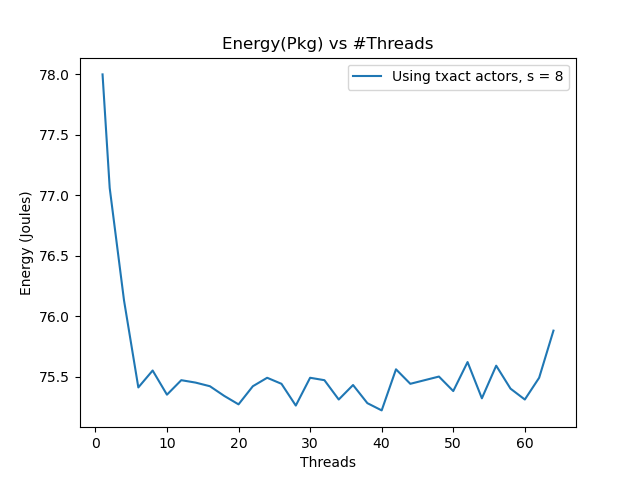 Energy(Pkg) vs #Threads
Using txact actors, s = 8
78.0
77.5
77.0
76.5
76.0
75.5
Energy (Joules)
0 10 20 30 40 50 60
Threads